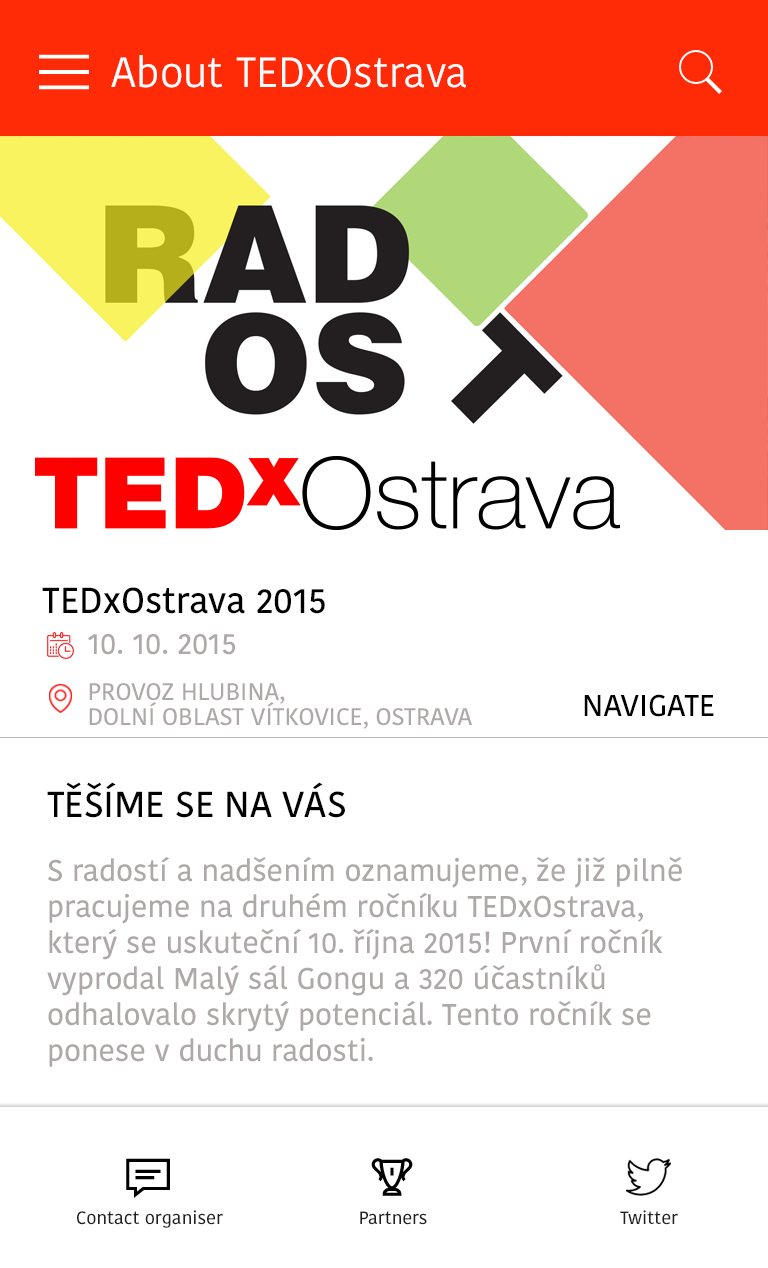 About TEDxOstrava
RAD
OST
TEDxOstrava
TEDxOstrava 2015
10. 10. 2015
PROVOZ HLUBINA,
DOLNÍ OBLAST VÍTKOVICE, OSTRAVA
NAVIGATE
TĚŠÍME SE NA VÁS
S radostí a nadšením oznamujeme, že již pilně
pracujeme na druhém ročníku TEDxOstrava,
který se uskuteční 10. října 2015! První ročník
vyprodal Malý sál Gongu a 320 účastníků
odhalovalo skrytý potenciál. Tento ročník se
ponese v duchu radosti.
Contact organiser
Partners
Twitter